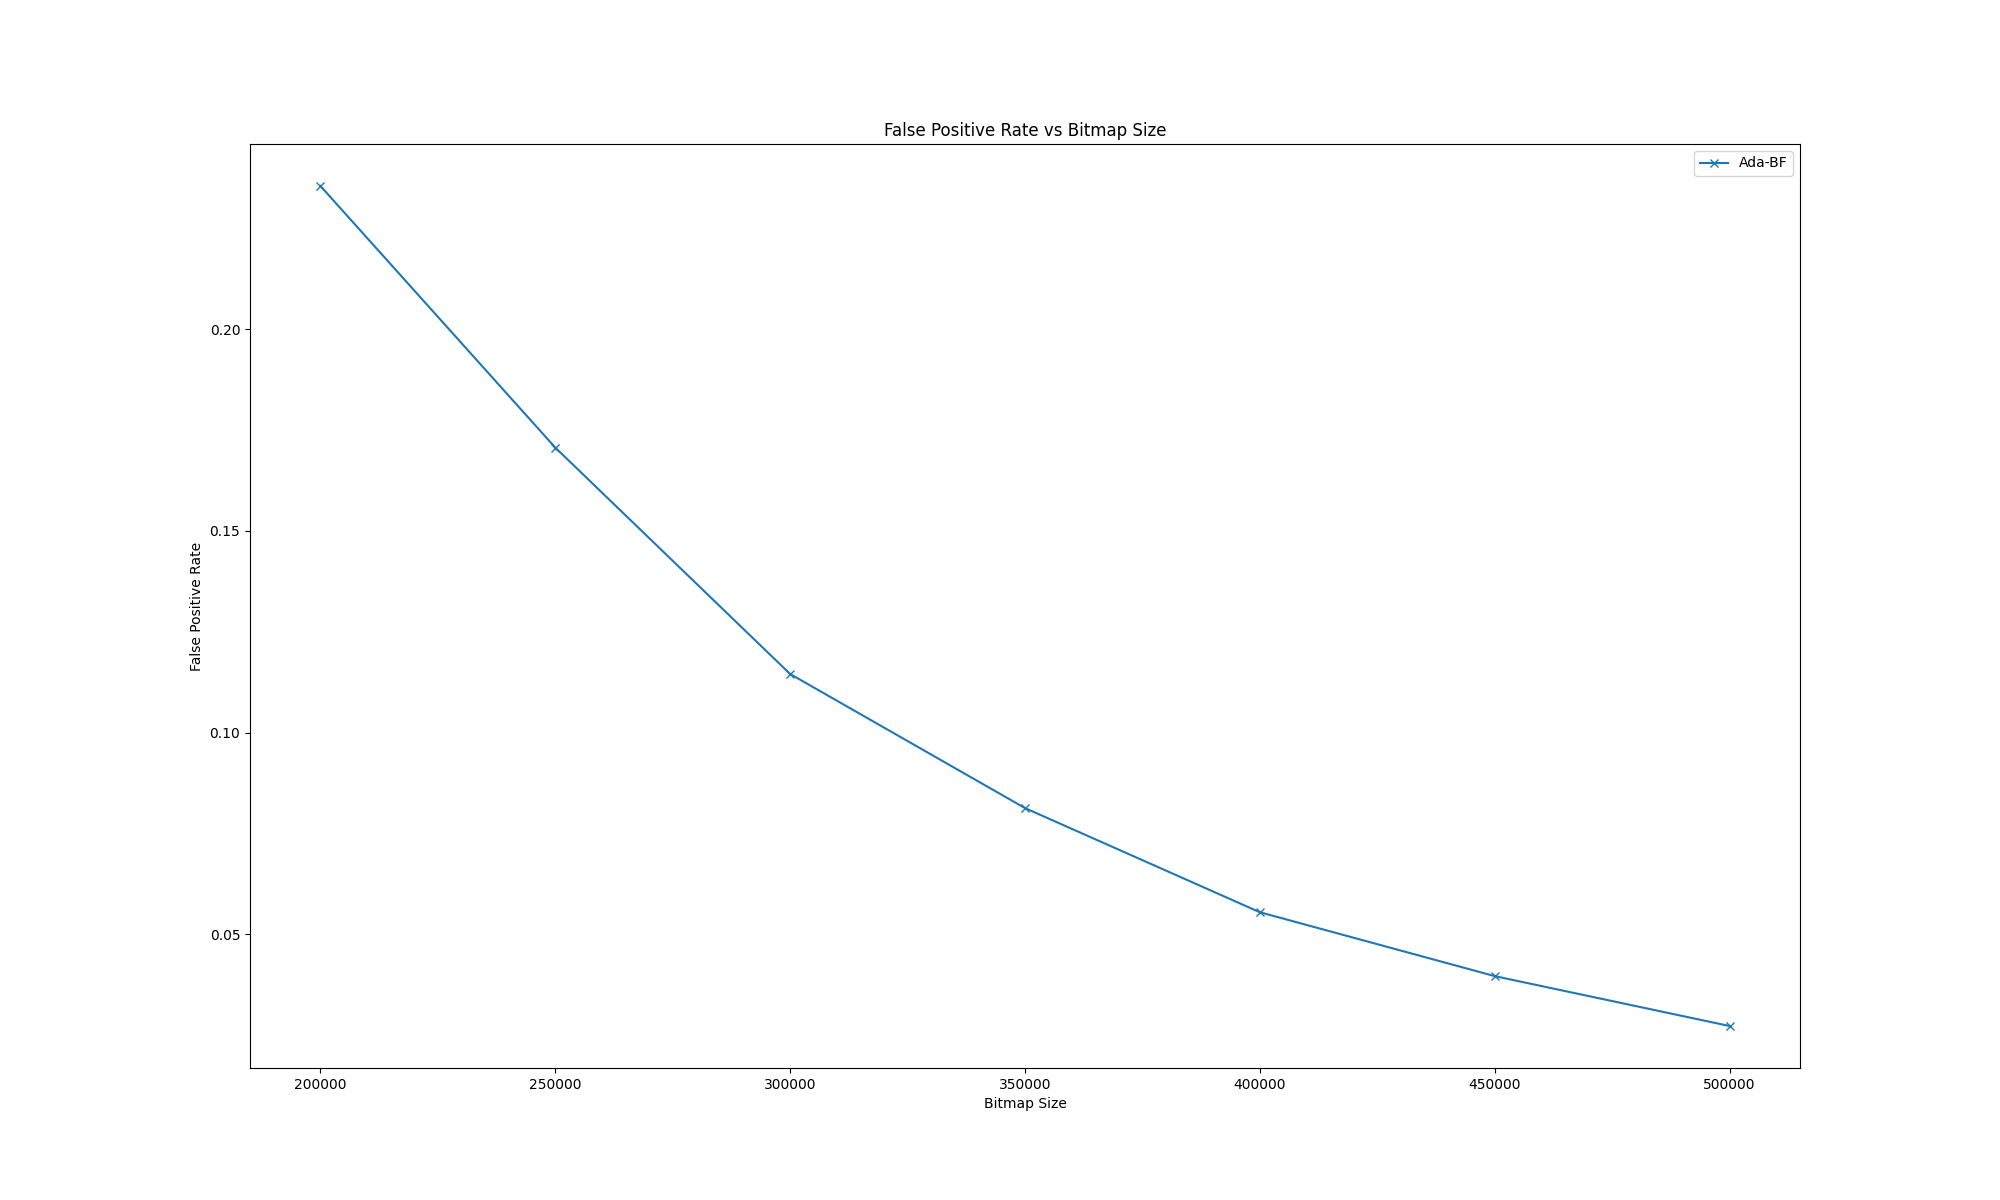 False Positive Rate vs Bitmap Size
Ada-BF
0.20
0.15
0.10
0.05
False Positive Rate
200000 250000 300000 350000 400000 450000 500000
Bitmap Size